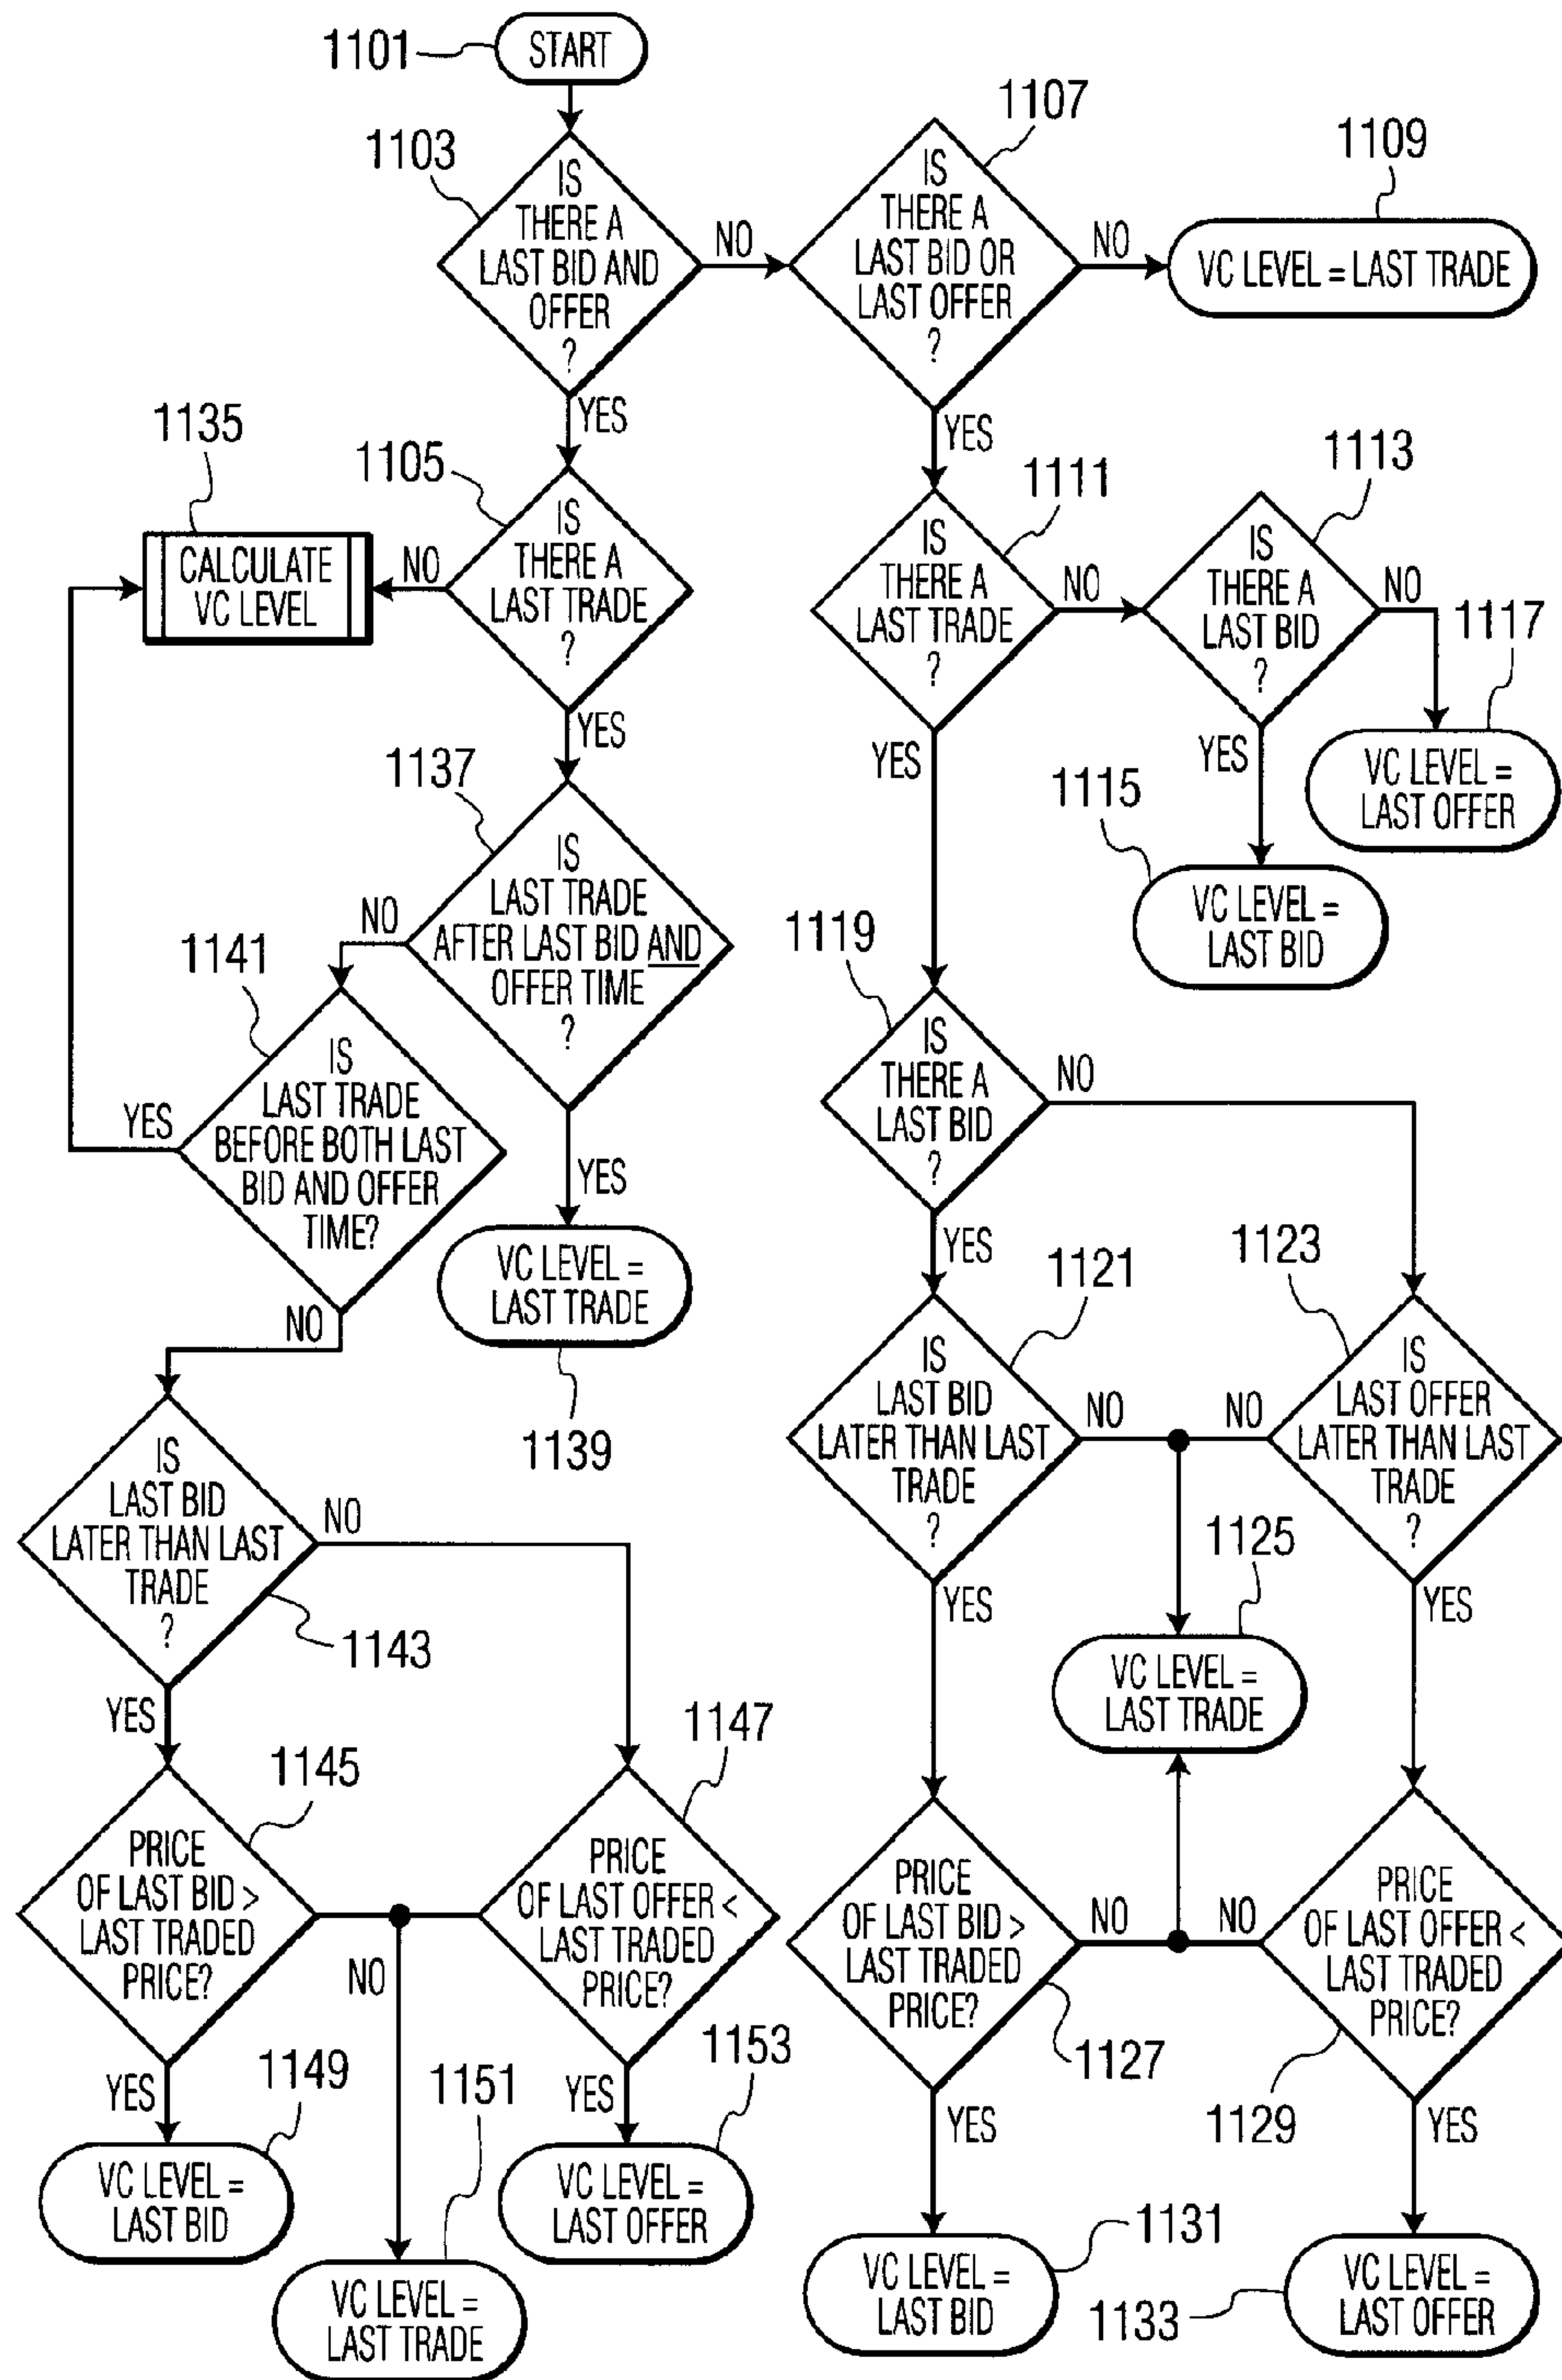 1101
START
1103
IS
THERE A
LAST BID AND
OFFER
?
NO
YES
1107
IS
THERE A
LAST BID OR
LAST OFFER
?
NO
YES
1109
VC LEVEL = LAST TRADE
1135
CALCULATE
VC LEVEL
1105
IS
THERE A
LAST TRADE
?
NO
YES
1111
IS
THERE A
LAST TRADE
?
NO
YES
1113
IS
THERE A
LAST BID
?
NO
YES
1117
VC LEVEL =
LAST OFFER
1115
VC LEVEL =
LAST BID
1137
IS
LAST TRADE
AFTER LAST BID AND
OFFER TIME
?
NO
YES
1139
VC LEVEL =
LAST TRADE
1141
IS
LAST TRADE
BEFORE BOTH LAST
BID AND OFFER
TIME?
YES
NO
1119
IS
THERE A
LAST BID
?
NO
YES
1121
IS
LAST BID
LATER THAN LAST
TRADE
?
NO
YES
1123
IS
LAST OFFER
LATER THAN LAST
TRADE
?
NO
YES
1125
VC LEVEL =
LAST TRADE
IS
LAST BID
LATER THAN LAST
TRADE
?
1143
NO
YES
1145
PRICE
OF LAST BID >
LAST TRADED
PRICE?
YES
NO
1147
PRICE
OF LAST OFFER <
LAST TRADED
PRICE?
YES
1149
VC LEVEL =
LAST BID
1151
VC LEVEL =
LAST TRADE
1153
VC LEVEL =
LAST OFFER
PRICE
OF LAST BID >
LAST TRADED
PRICE?
1127
NO
YES
PRICE
OF LAST OFFER <
LAST TRADED
PRICE?
1129
NO
YES
1131
VC LEVEL =
LAST BID
1133
VC LEVEL =
LAST OFFER